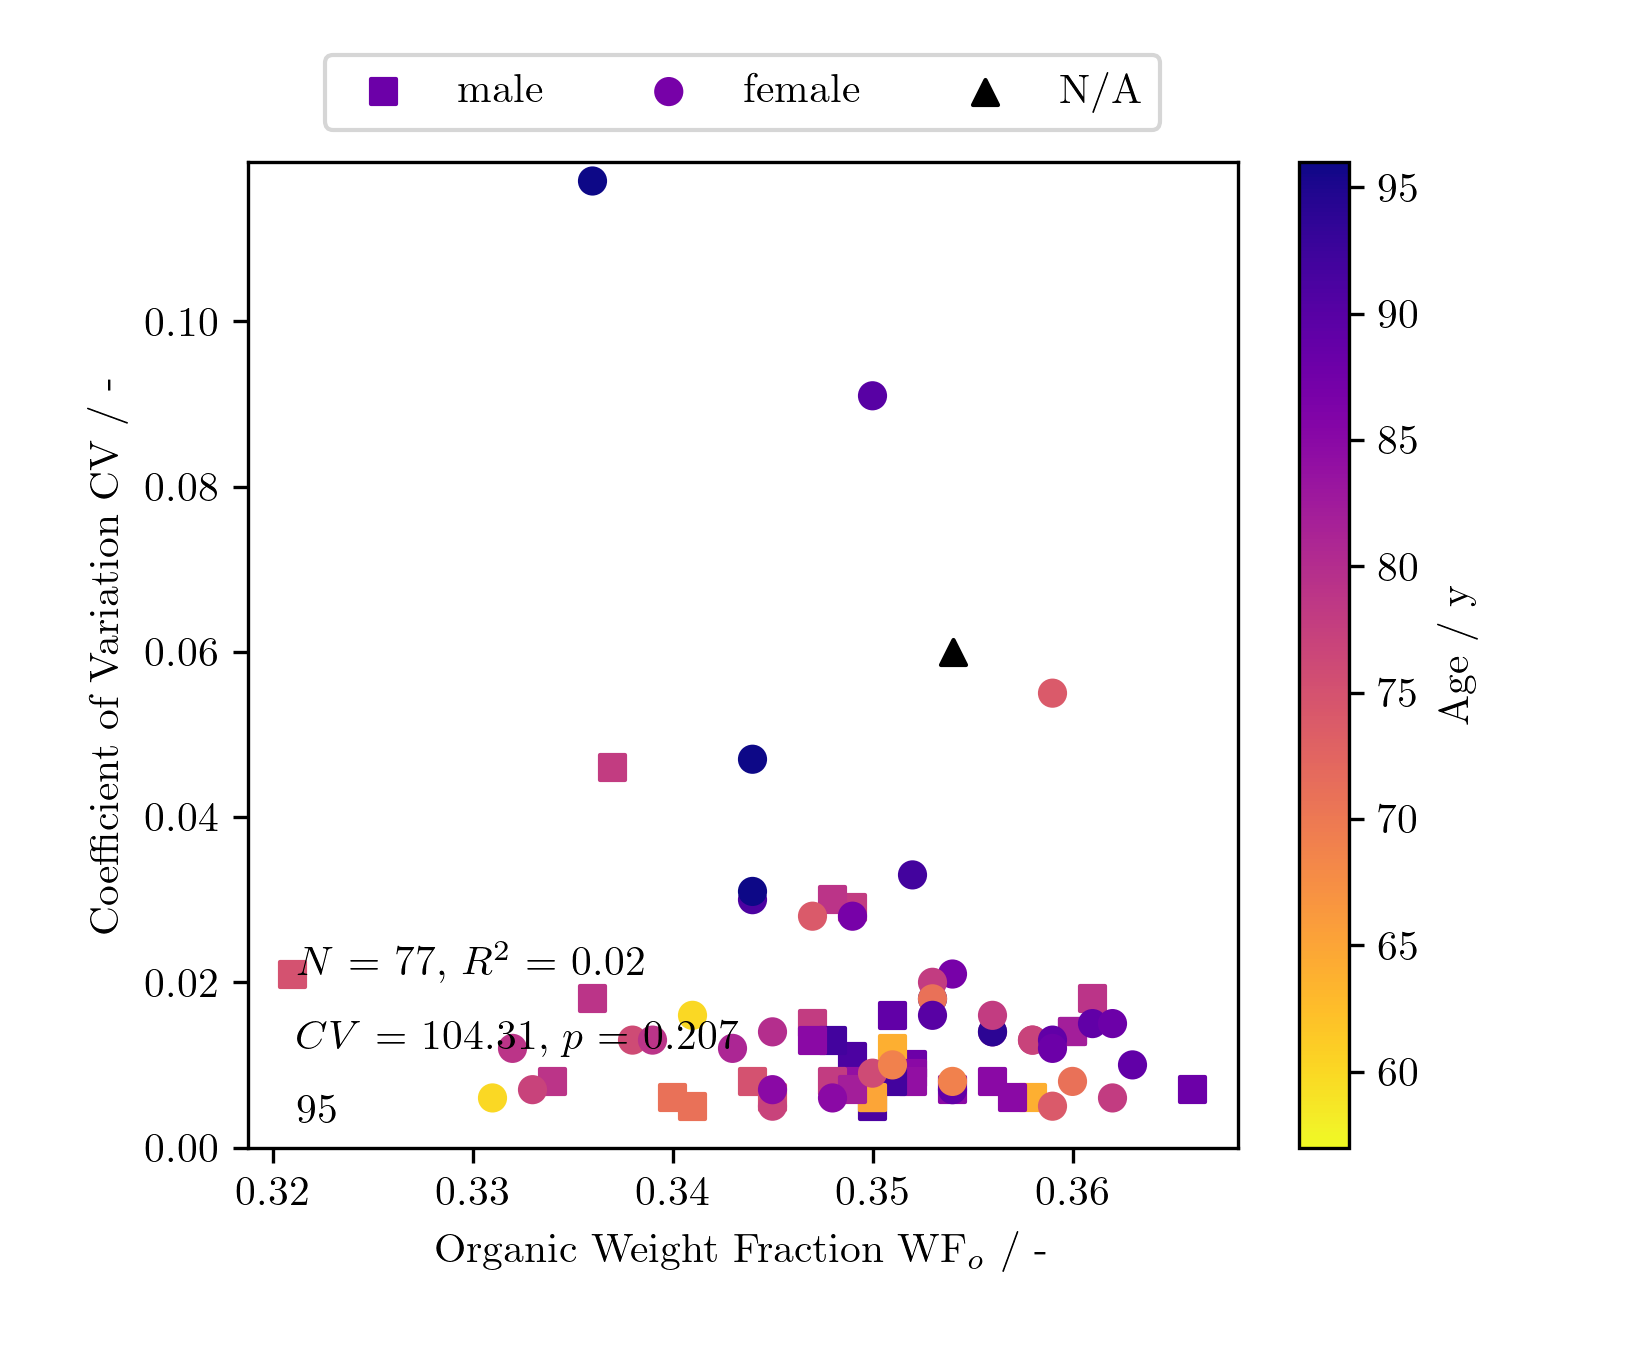 male female N/A
Coefficient of Variation CV / -
0.10
0.08
0.06
0.04
0.02
0.00
N = 77, R² = 0.02
CV = 104.31, p = 0.207
95
0.32 0.33 0.34 0.35 0.36
Organic Weight Fraction WFₒ / -
95
90
85
80
75
70
65
60
Age / y